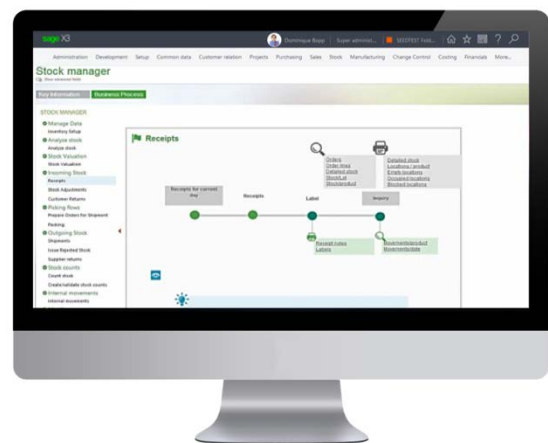 sage X3
Dominique Bopp
Super administ...
Administration Development Setup Common data Customer relation Projects Purchasing Sales Stock Manufacturing Change Control Costing Financials More...
Stock manager
Key Information Business Process
STOCK MANAGER
Manage Data
Inventory Setup
Analyze stock
Analyze stock
Stock Valuation
Stock Valuation
Incoming Stock
Receipts
Stock Adjustments
Customer Returns
Picking Rows
Prepare Orders for Shipment
Packing
Outgoing Stock
Shipments
Issue Rejected Stock
Supplier returns
Stock counts
Count stock
Create/validate stock counts
Internal movements
Internal movements
Receipts
Orders
Order lines
Detailed stock
Stock/Lot
Stock/product
Detailed stock
Locations / product
Empty locations
Occupied locations
Blocked locations
Receipts for current
Receipts
Label
Inquiry
Receipt notes
Labels
Movements/product
Movements/date